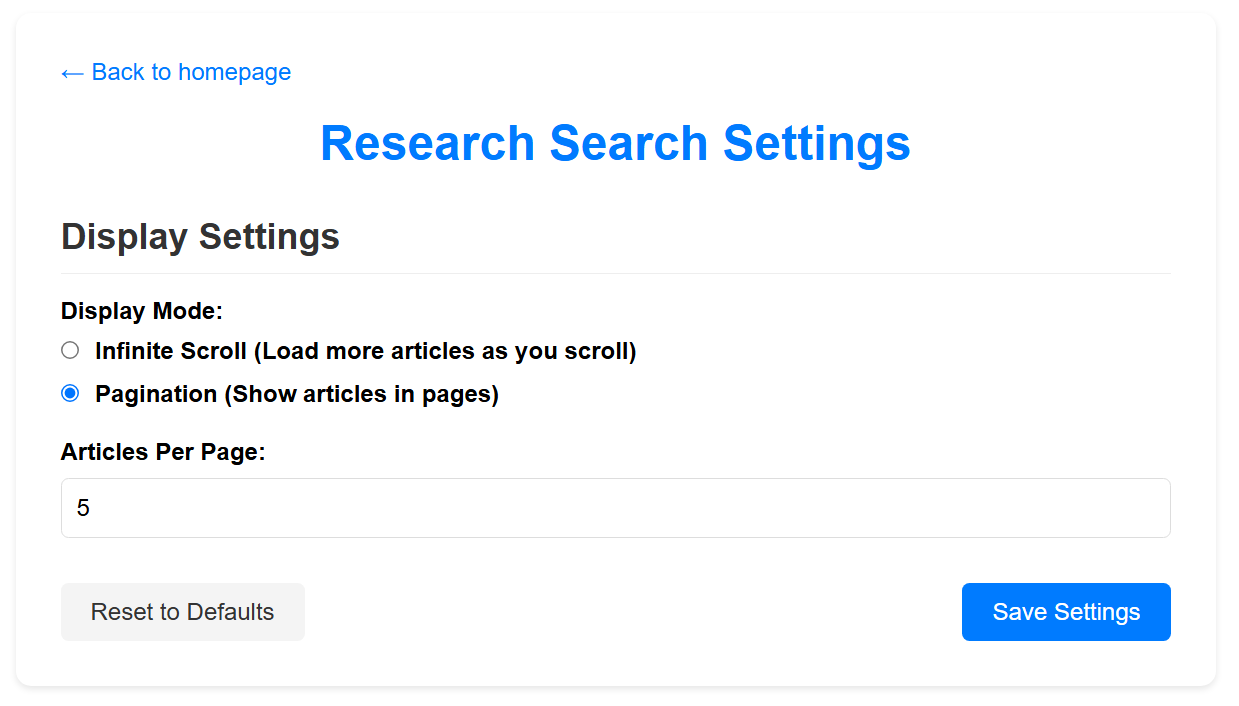 ← Back to homepage
Research Search Settings
Display Settings
Display Mode:
Infinite Scroll (Load more articles as you scroll)
Pagination (Show articles in pages)
Articles Per Page:
5
Reset to Defaults
Save Settings